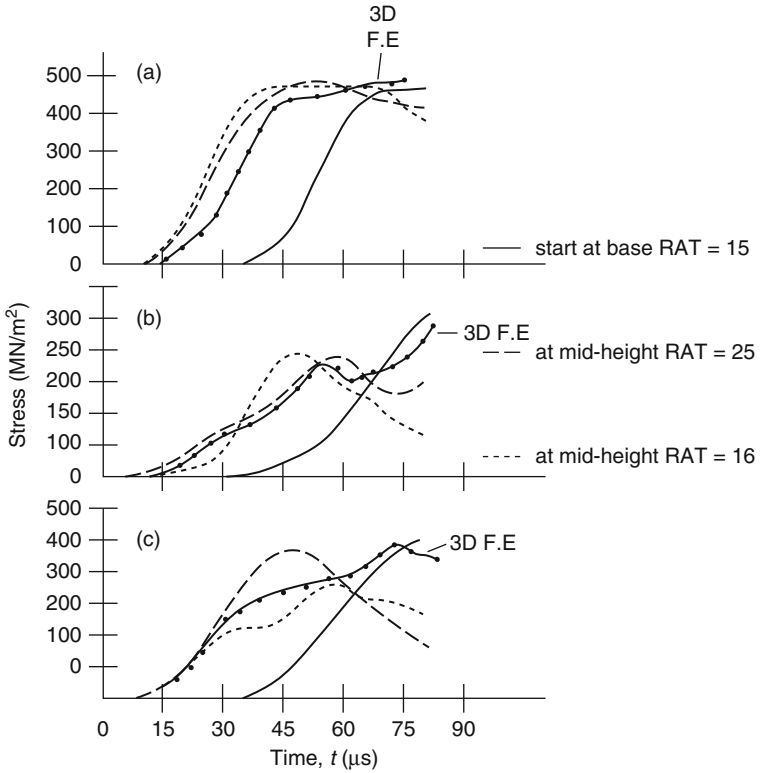 3D
F.E
(a)
500
400
300
200
100
0
start at base RAT = 15
(b)
300
250
200
150
100
0
3D F.E
at mid-height RAT = 25
at mid-height RAT = 16
Stress (MN/m²)
(c)
500
400
300
200
100
0
3D F.E
0 15 30 45 60 75 90
Time, t (μs)